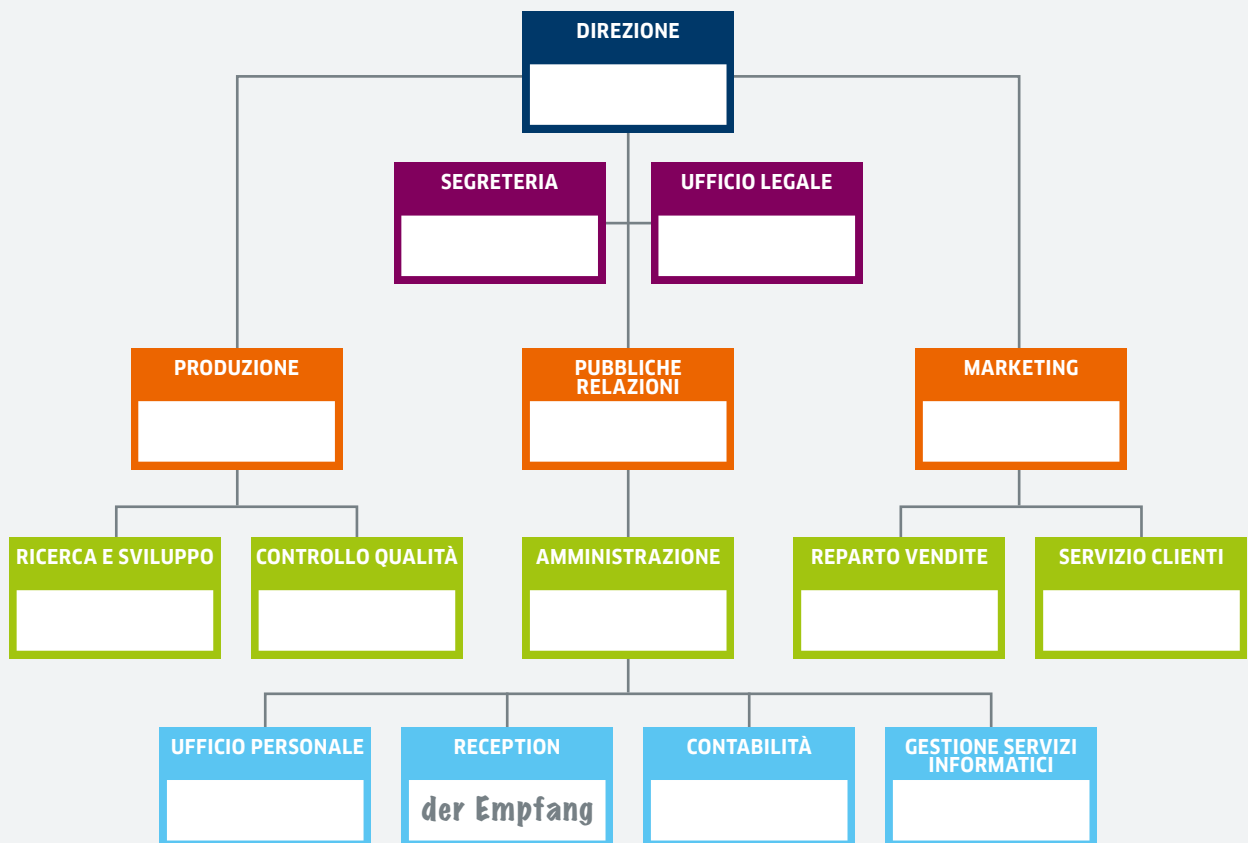 DIREZIONE
SEGRETERIA
UFFICIO LEGALE
PRODUZIONE
PUBBLICHE
RELAZIONI
MARKETING
RICERCA E SVILUPPO
CONTROLLO QUALITÀ
AMMINISTRAZIONE
REPARTO VENDITE
SERVIZIO CLIENTI
UFFICIO PERSONALE
RECEPTION
der Empfang
CONTABILITÀ
GESTIONE SERVIZI
INFORMATICI